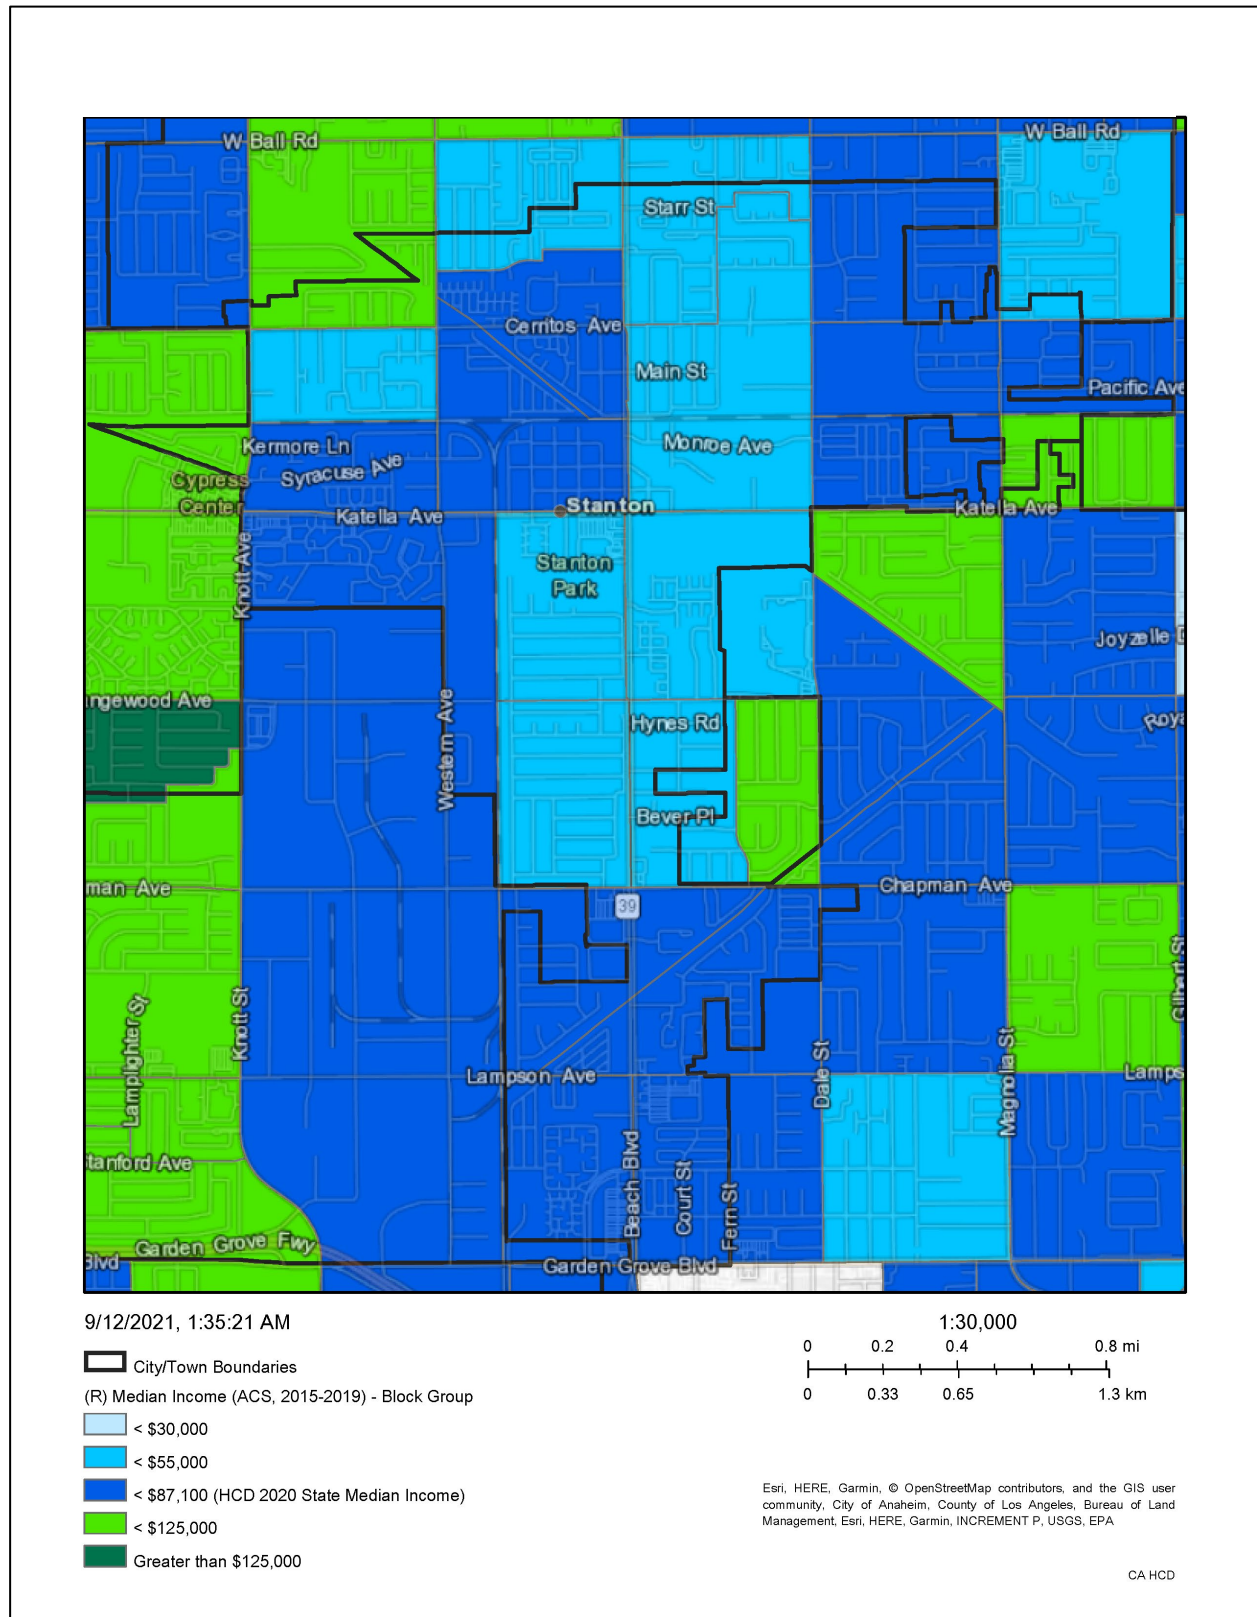 W Ball Rd
W Ball Rd
Starr St
Cerritos Ave
Main St
Pacific Ave
Kermore Ln
Syracuse Ave
Monroe Ave
Cypress
Center
Katella Ave
Stanton
Katella Ave
Stanton
Park
Knott Ave
Joyzelle
ngewood Ave
Western Ave
Hynes Rd
Roya
Bever Pl
man Ave
39
Chapman Ave
Gilbert St
Lamplighter St
Knott St
Lampson Ave
Dale St
Magnolia St
Lamps
Stanford Ave
Beach Blvd
Court St
Fern St
Garden Grove Fwy
Blvd
Garden Grove Blvd
9/12/2021, 1:35:21 AM
1:30,000
0 0.2 0.4 0.8 mi
0 0.33 0.65 1.3 km
City/Town Boundaries
(R) Median Income (ACS, 2015-2019) - Block Group
< $30,000
< $55,000
< $87,100 (HCD 2020 State Median Income)
< $125,000
Greater than $125,000
Esri, HERE, Garmin, © OpenStreetMap contributors, and the GIS user
community, City of Anaheim, County of Los Angeles, Bureau of Land
Management, Esri, HERE, Garmin, INCREMENT P, USGS, EPA
CA HCD